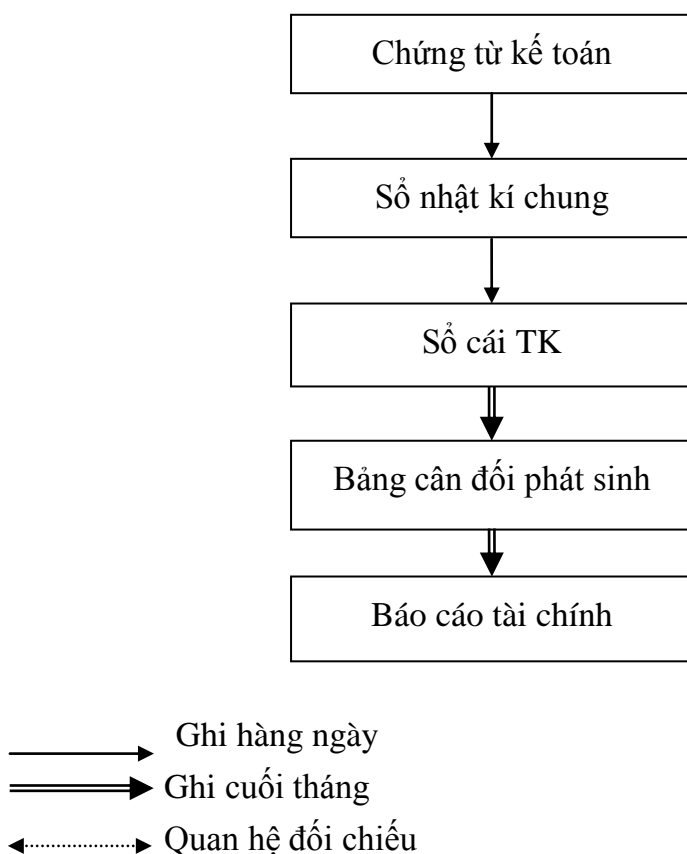 Chứng từ kế toán
Sổ nhật kí chung
Sổ cái TK
Bảng cân đối phát sinh
Báo cáo tài chính
Ghi hàng ngày
Ghi cuối tháng
Quan hệ đối chiếu